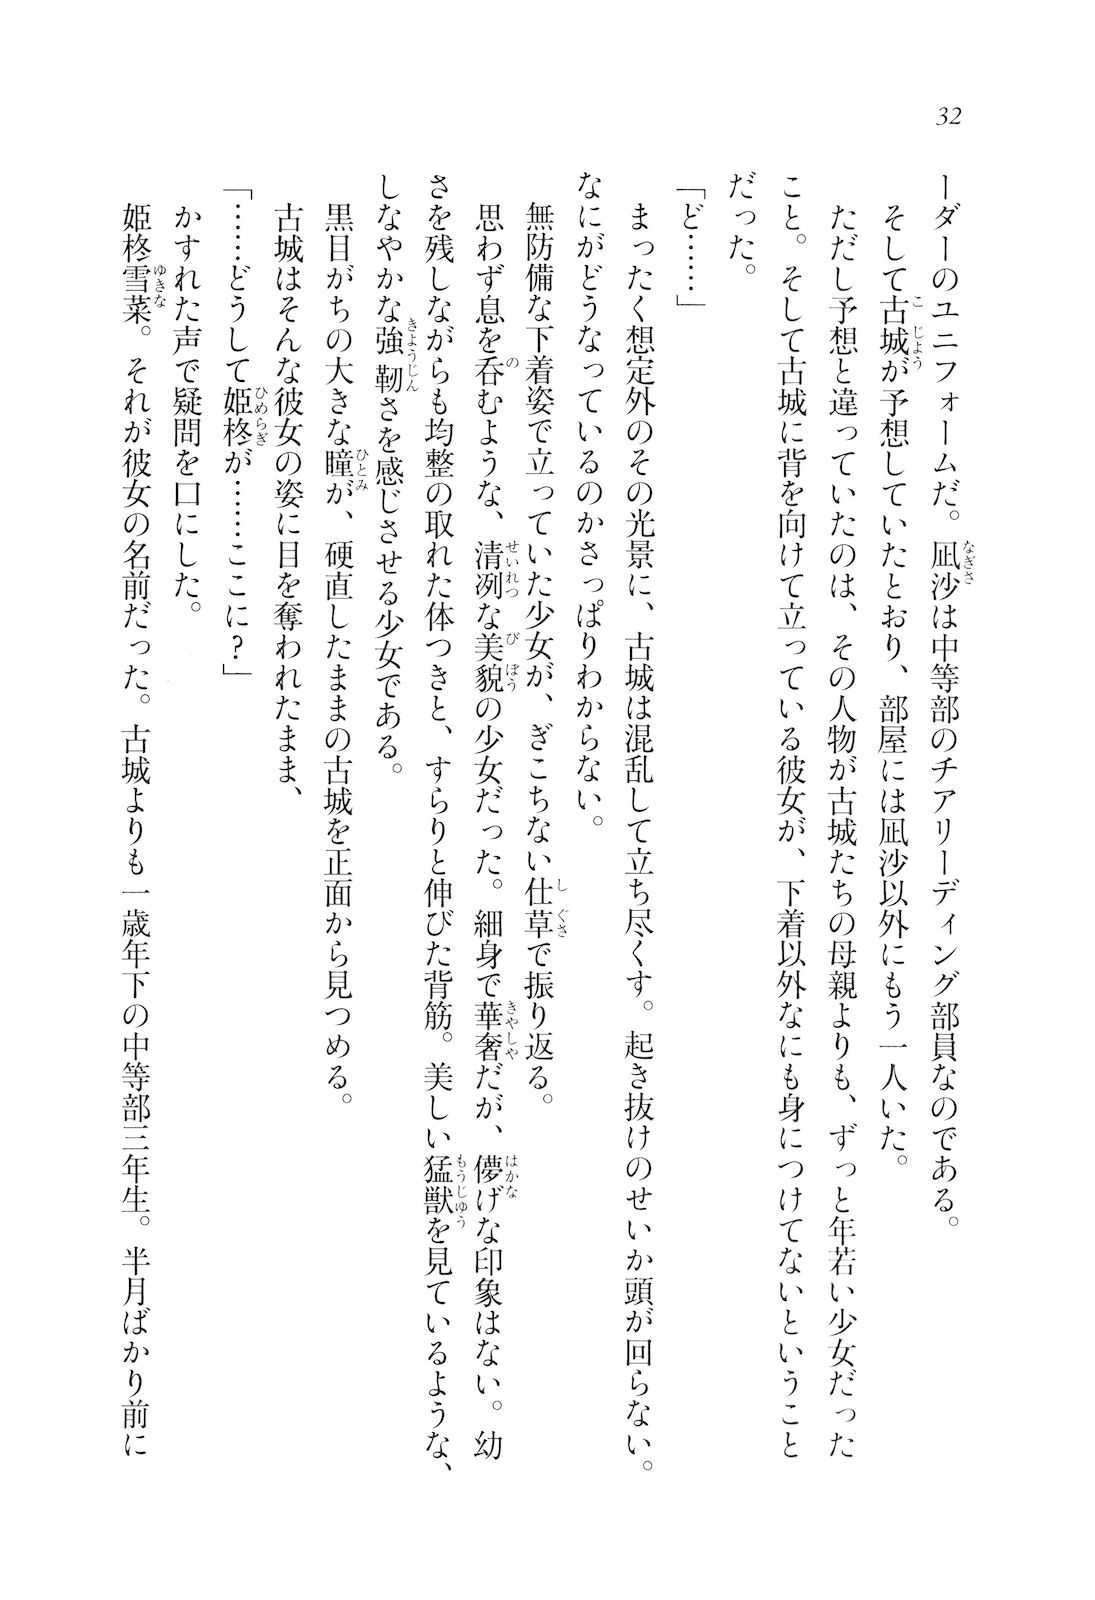 32
ーダーのユニフォームだ。凪沙は中等部のチアリーディング部員なのである。
そして古城が予想していたとおり、部屋には凪沙以外にもう一人いた。
ただし予想と違っていたのは、その人物が古城たちの母親よりも、ずっと年若い少女だった
こと。そして古城に背を向けて立っている彼女が、下着以外なにも身につけてないということ
だった。
「ど……」
まったく想定外のその光景に、古城は混乱して立ち尽くす。起き抜けのせいか頭が回らない。
なにがどうなっているのかさっぱりわからない。
無防備な下着姿で立っていた少女が、ぎこちない仕草で振り返る。
思わず息を呑むような、清冽な美貌の少女だった。細身で華奢だが、儚げな印象はない。幼
さを残しながらも均整の取れた体つきと、すらりと伸びた背筋。美しい猛獣を見ているような、
しなやかな強靭さを感じさせる少女である。
黒目がちの大きな瞳が、硬直したままの古城を正面から見つめる。
古城はそんな彼女の姿に目を奪われたまま、
「……どうして姫柊が……ここに？」
かすれた声で疑問を口にした。
姫柊雪菜。それが彼女の名前だった。古城よりも一歳年下の中等部三年生。半月ばかり前に